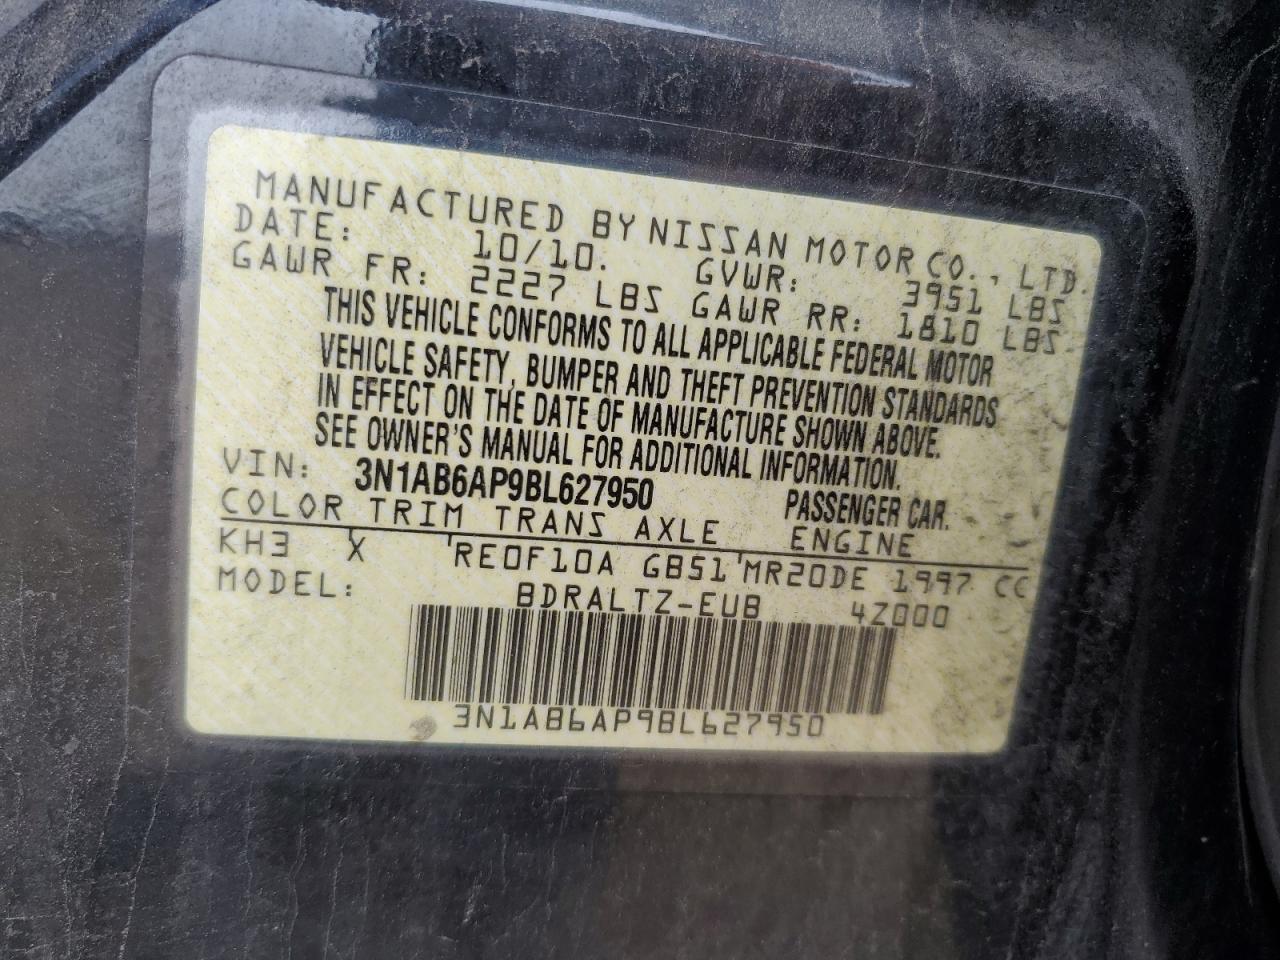 MANUFACTURED BY NISSAN MOTOR CO., LTD.
DATE: 10/10. GVWR: 3951 LBS
GAWR FR: 2227 LBS GAWR RR: 1810 LBS
THIS VEHICLE CONFORMS TO ALL APPLICABLE FEDERAL MOTOR
VEHICLE SAFETY, BUMPER AND THEFT PREVENTION STANDARDS
IN EFFECT ON THE DATE OF MANUFACTURE SHOWN ABOVE.
SEE OWNER'S MANUAL FOR ADDITIONAL INFORMATION.
VIN: 3N1AB6AP9BL627950 PASSENGER CAR.
COLOR TRIM TRANS AXLE ENGINE
KH3 X RE0F10A GB51 MR20DE 1997 CC
MODEL: BDRALTZ-EUB 4Z000
3N1AB6AP9BL627950